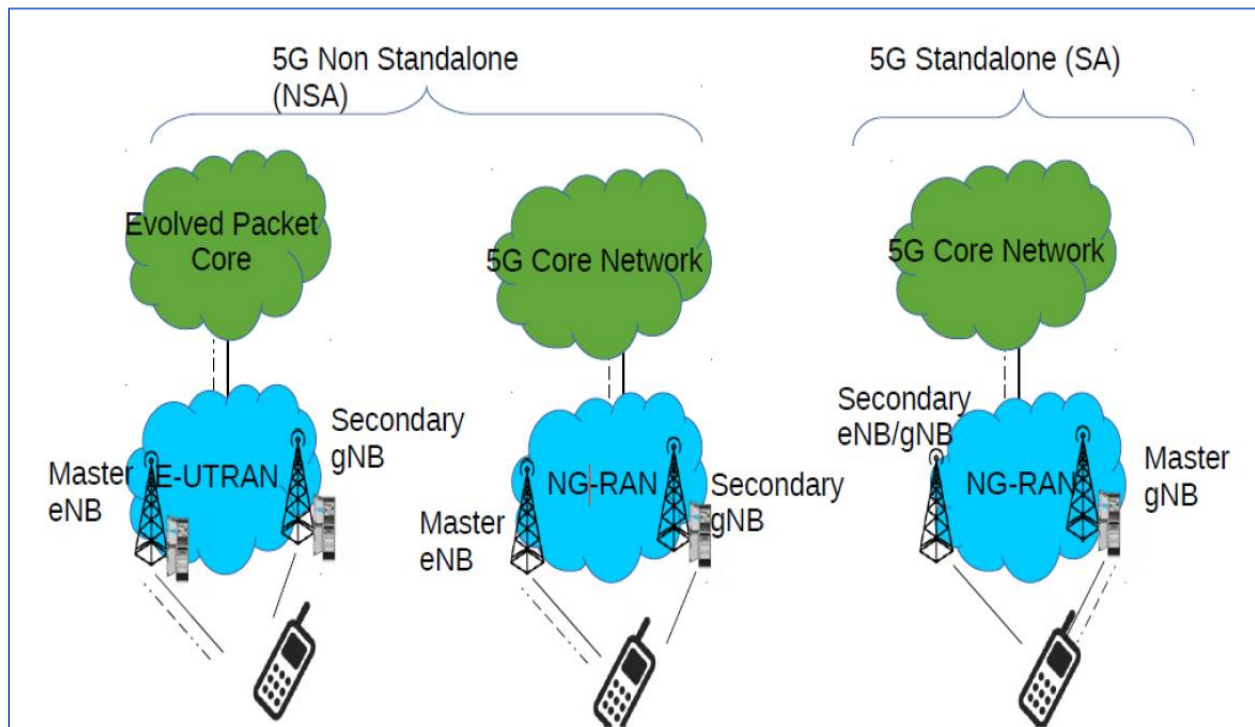 5G Non Standalone
(NSA)
5G Standalone (SA)
Evolved Packet
Core
5G Core Network
5G Core Network
Secondary
gNB
Master
eNB
E-UTRAN
Master
eNB
NG-RAN
Secondary
gNB
Secondary
eNB/gNB
NG-RAN
Master
gNB